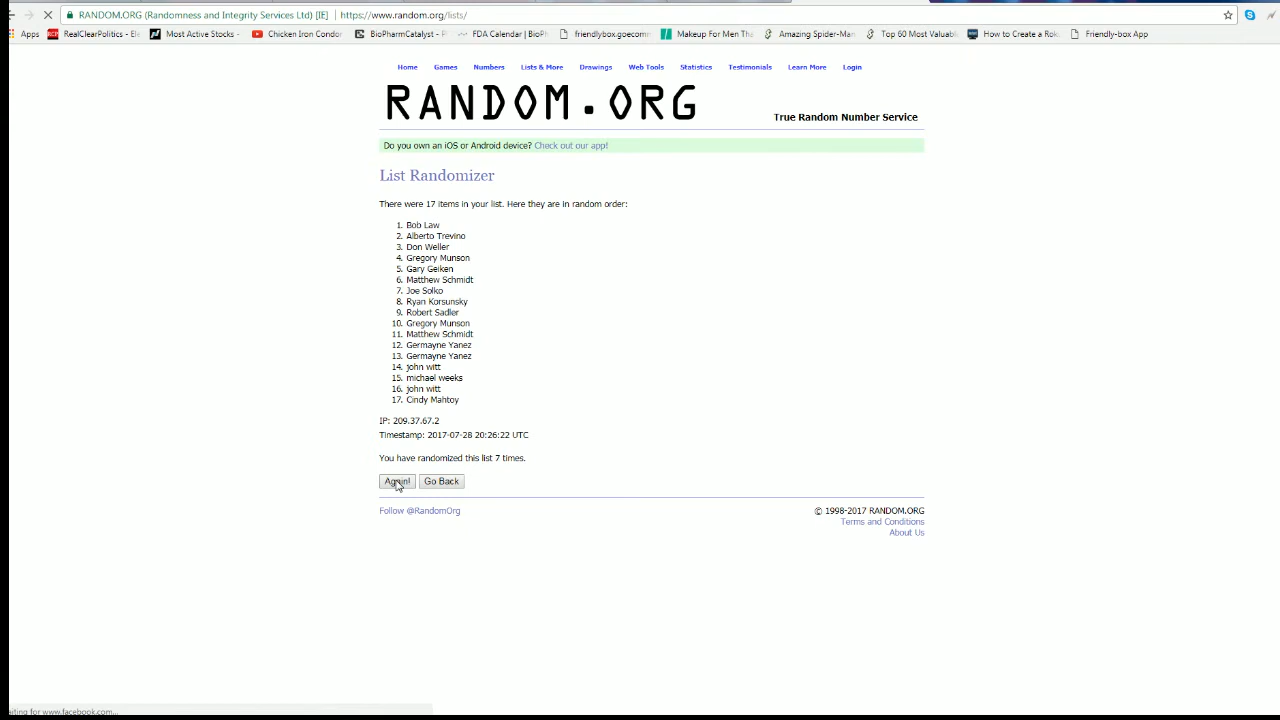 RANDOM.ORG (Randomness and Integrity Services Ltd) [IE] https://www.random.org/lists/
Apps RealClearPolitics - Ele Most Active Stocks - Chicken Iron Condor BioPharmCatalyst - F FDA Calendar | BioPh friendlybox.goecomm Makeup For Men Tha Amazing Spider-Man Top 60 Most Valuabl How to Create a Rok Friendly-box App
Home Games Numbers Lists & More Drawings Web Tools Statistics Testimonials Learn More Login
RANDOM.ORG
True Random Number Service
Do you own an iOS or Android device? Check out our app!
List Randomizer
There were 17 items in your list. Here they are in random order:
1. Bob Law
2. Alberto Trevino
3. Don Weller
4. Gregory Munson
5. Gary Geiken
6. Matthew Schmidt
7. Joe Solko
8. Ryan Korsunsky
9. Robert Sadler
10. Gregory Munson
11. Matthew Schmidt
12. Germayne Yanez
13. Germayne Yanez
14. john witt
15. michael weeks
16. john witt
17. Cindy Mahtoy
IP: 209.37.67.2
Timestamp: 2017-07-28 20:26:22 UTC
You have randomized this list 7 times.
Again! Go Back
Follow @RandomOrg
© 1998-2017 RANDOM.ORG
Terms and Conditions
About Us
aiting for www.facebook.com...